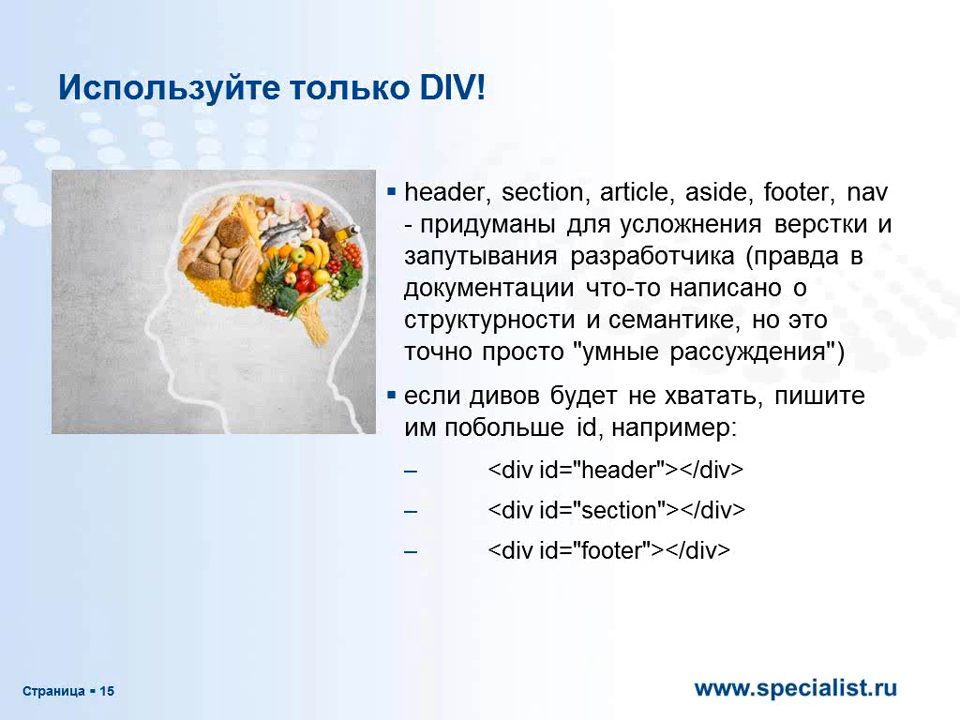 Используйте только DIV!
header, section, article, aside, footer, nav
- придуманы для усложнения верстки и
запутывания разработчика (правда в
документации что-то написано о
структурности и семантике, но это
точно просто "умные рассуждения")
если дивов будет не хватать, пишите
им побольше id, например:
– <div id="header"></div>
– <div id="section"></div>
– <div id="footer"></div>
Страница ▪ 15
www.specialist.ru